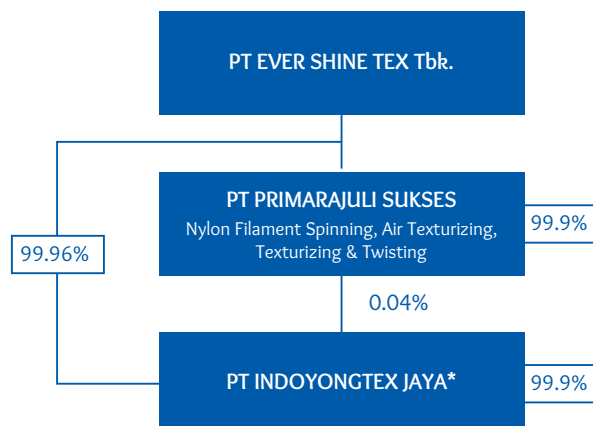 PT EVER SHINE TEX Tbk.
PT PRIMARAJULI SUKSES
Nylon Filament Spinning, Air Texturizing,
Texturizing & Twisting
99.9%
99.96%
0.04%
PT INDOYONGTEX JAYA*
99.9%